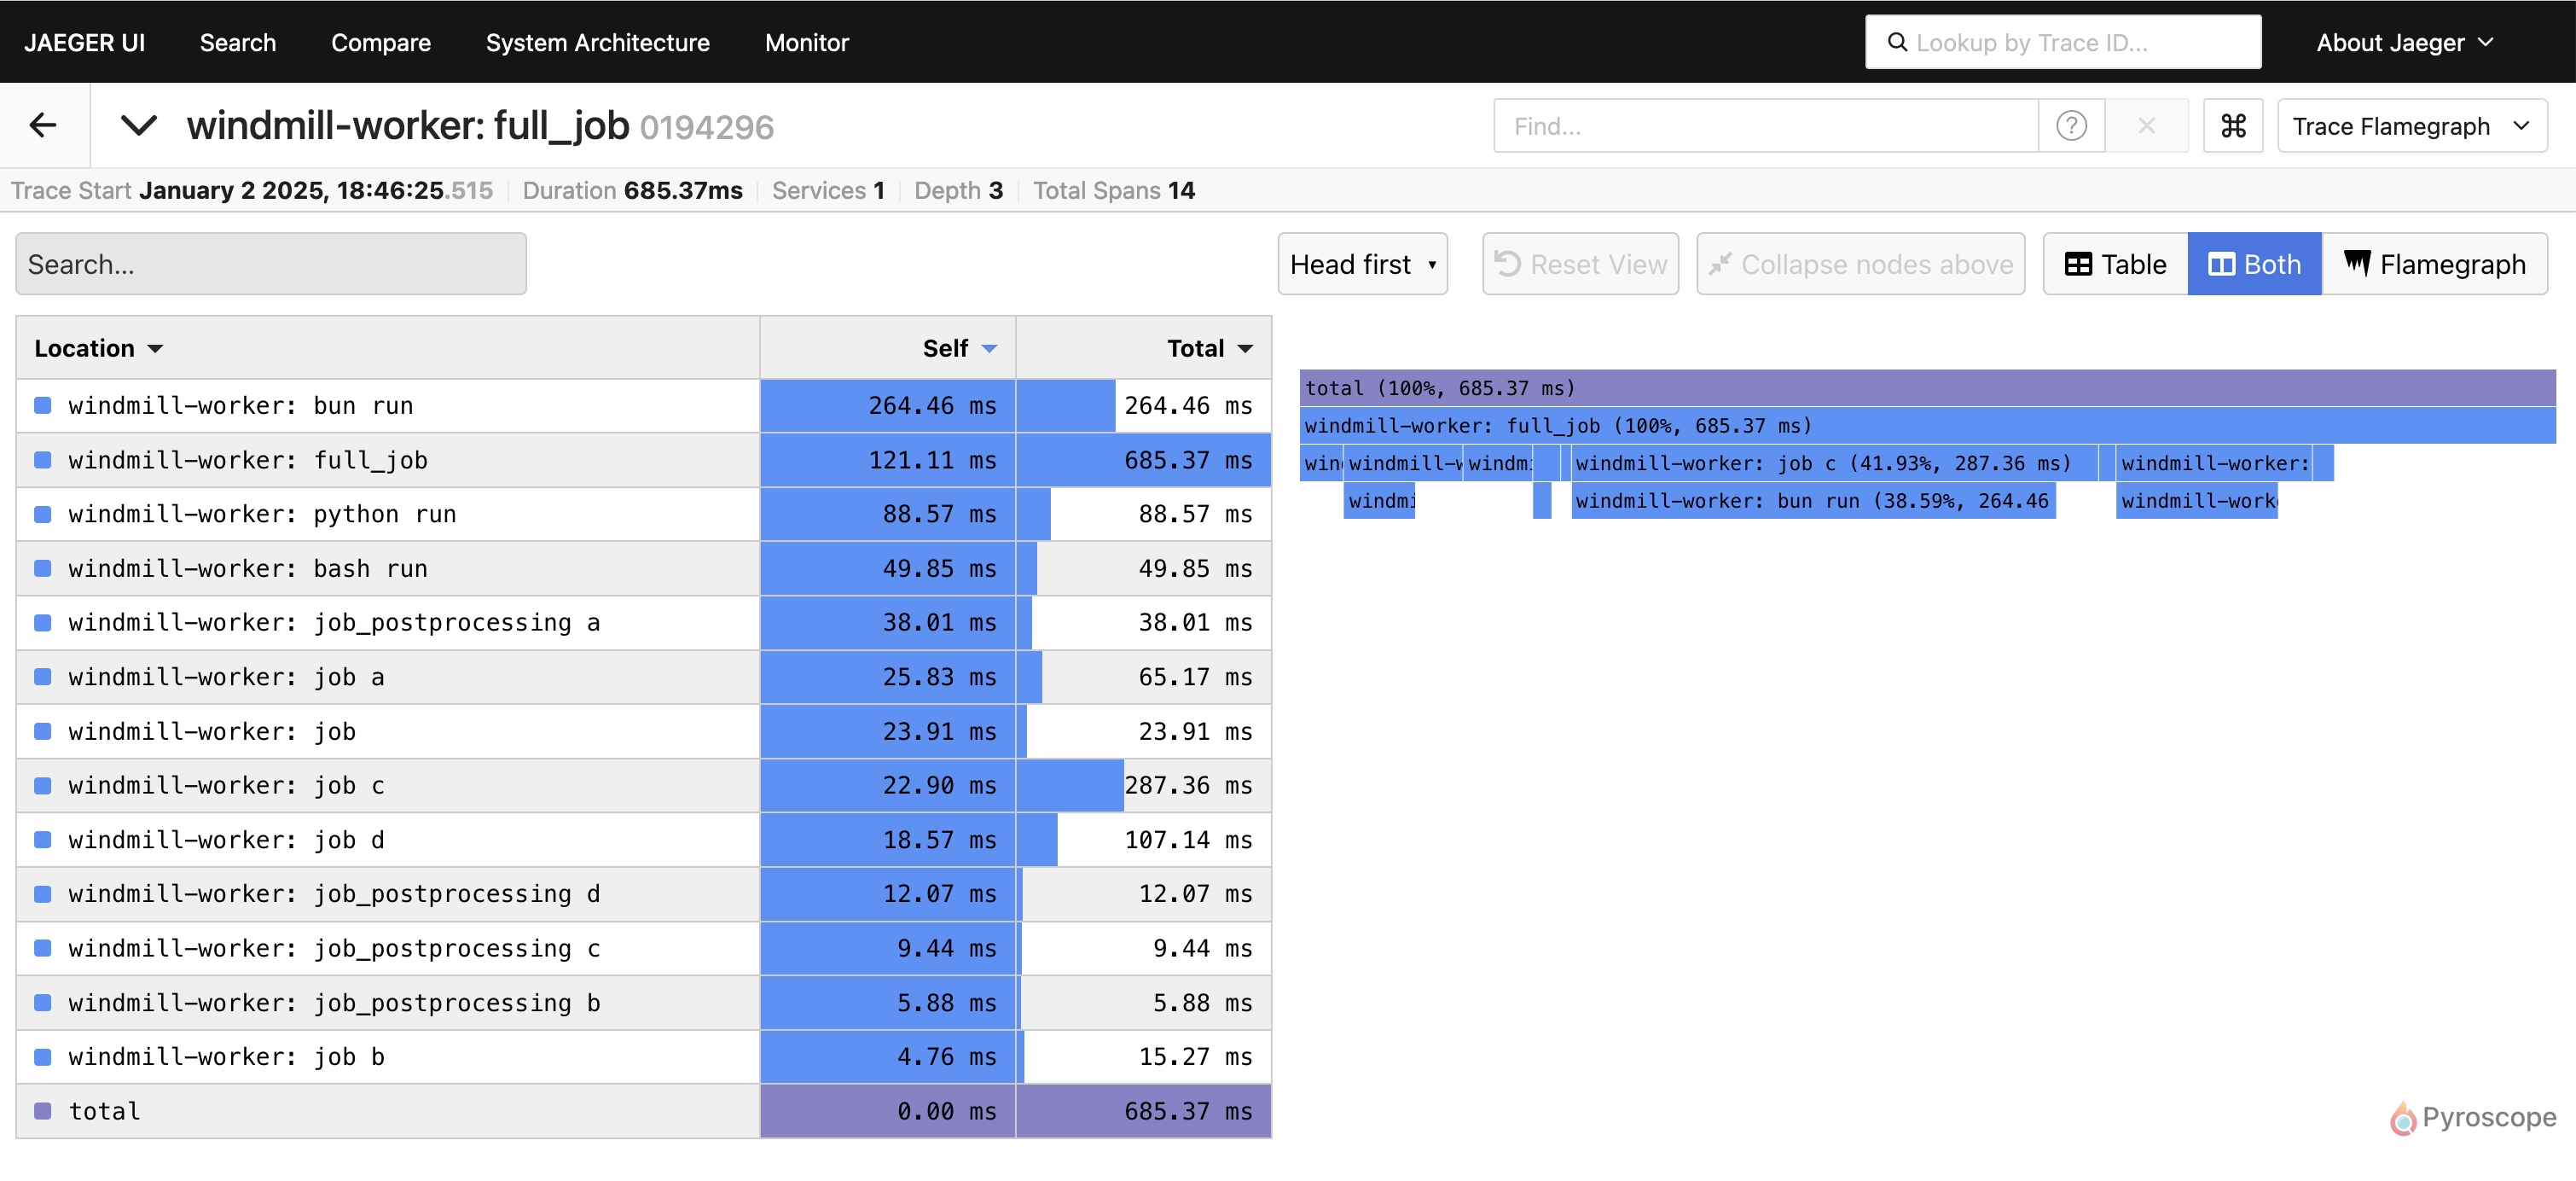 JAEGER UI Search Compare System Architecture Monitor Lookup by Trace ID... About Jaeger
windmill-worker: full_job 0194296 Find... Trace Flamegraph
Trace Start January 2 2025, 18:46:25.515 Duration 685.37ms Services 1 Depth 3 Total Spans 14
Search... Head first Reset View Collapse nodes above Table Both Flamegraph
Location Self Total
windmill-worker: bun run 264.46 ms 264.46 ms
windmill-worker: full_job 121.11 ms 685.37 ms
windmill-worker: python run 88.57 ms 88.57 ms
windmill-worker: bash run 49.85 ms 49.85 ms
windmill-worker: job_postprocessing a 38.01 ms 38.01 ms
windmill-worker: job a 25.83 ms 65.17 ms
windmill-worker: job 23.91 ms 23.91 ms
windmill-worker: job c 22.90 ms 287.36 ms
windmill-worker: job d 18.57 ms 107.14 ms
windmill-worker: job_postprocessing d 12.07 ms 12.07 ms
windmill-worker: job_postprocessing c 9.44 ms 9.44 ms
windmill-worker: job_postprocessing b 5.88 ms 5.88 ms
windmill-worker: job b 4.76 ms 15.27 ms
total 0.00 ms 685.37 ms
total (100%, 685.37 ms)
windmill-worker: full_job (100%, 685.37 ms)
win windmill-w windm windmill-worker: job c (41.93%, 287.36 ms) windmill-worker:
windmi windmill-worker: bun run (38.59%, 264.46 windmill-work
Pyroscope